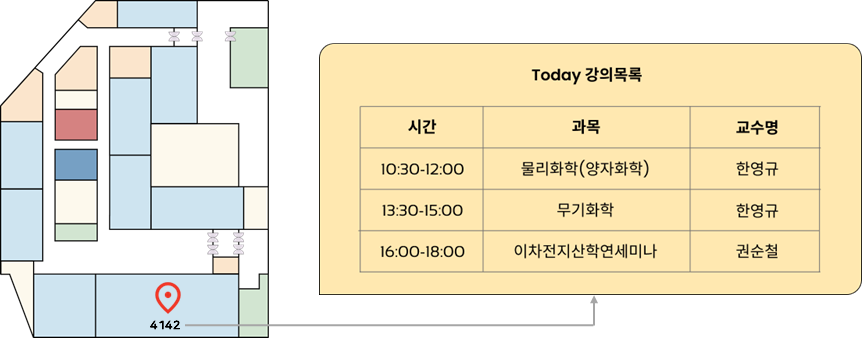 Today 강의목록
시간 과목 교수명
10:30-12:00 물리화학(양자화학) 한영규
13:30-15:00 무기화학 한영규
16:00-18:00 이차전지산학연세미나 권순철
4142